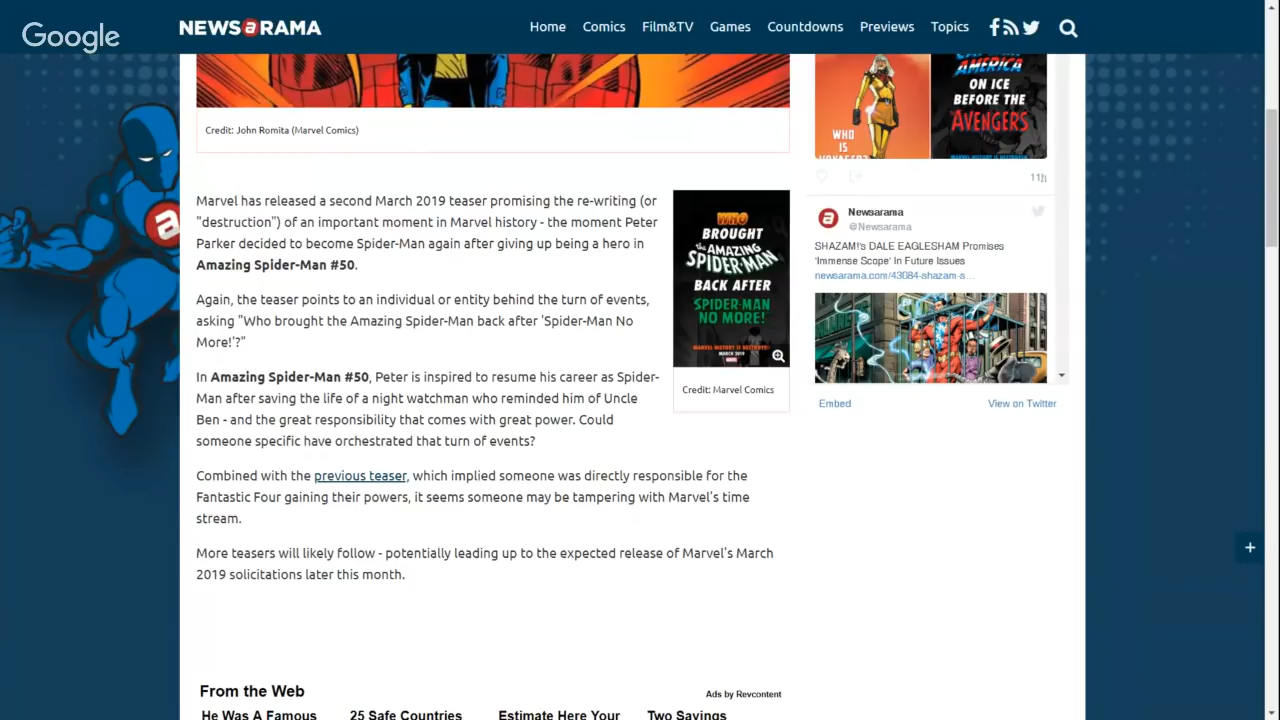 Google
NEWSaRAMA
Home Comics Film&TV Games Countdowns Previews Topics
Credit: John Romita (Marvel Comics)
Marvel has released a second March 2019 teaser promising the re-writing (or
"destruction") of an important moment in Marvel history - the moment Peter
Parker decided to become Spider-Man again after giving up being a hero in
Amazing Spider-Man #50.
Again, the teaser points to an individual or entity behind the turn of events,
asking "Who brought the Amazing Spider-Man back after 'Spider-Man No
More!'?"
In Amazing Spider-Man #50, Peter is inspired to resume his career as Spider-
Man after saving the life of a night watchman who reminded him of Uncle
Ben - and the great responsibility that comes with great power. Could
someone specific have orchestrated that turn of events?
Combined with the previous teaser, which implied someone was directly responsible for the
Fantastic Four gaining their powers, it seems someone may be tampering with Marvel's time
stream.
More teasers will likely follow - potentially leading up to the expected release of Marvel's March
2019 solicitations later this month.
WHO
BROUGHT
the AMAZING
SPIDER-MAN
BACK AFTER
SPIDER-MAN
NO MORE!
MARVEL HISTORY IS DESTROYED!
MARCH 2019
MARVEL
Credit: Marvel Comics
WHO
IS
VOYAGER?
CAPTAIN
AMERICA
ON ICE
BEFORE THE
AVENGERS
11h
a
Newsarama
@Newsarama
SHAZAM!'s DALE EAGLESHAM Promises
'Immense Scope' In Future Issues
newsarama.com/43084-shazam-s…
Embed View on Twitter
+
From the Web
Ads by Revcontent
He Was A Famous 25 Safe Countries Estimate Here Your Two Savings